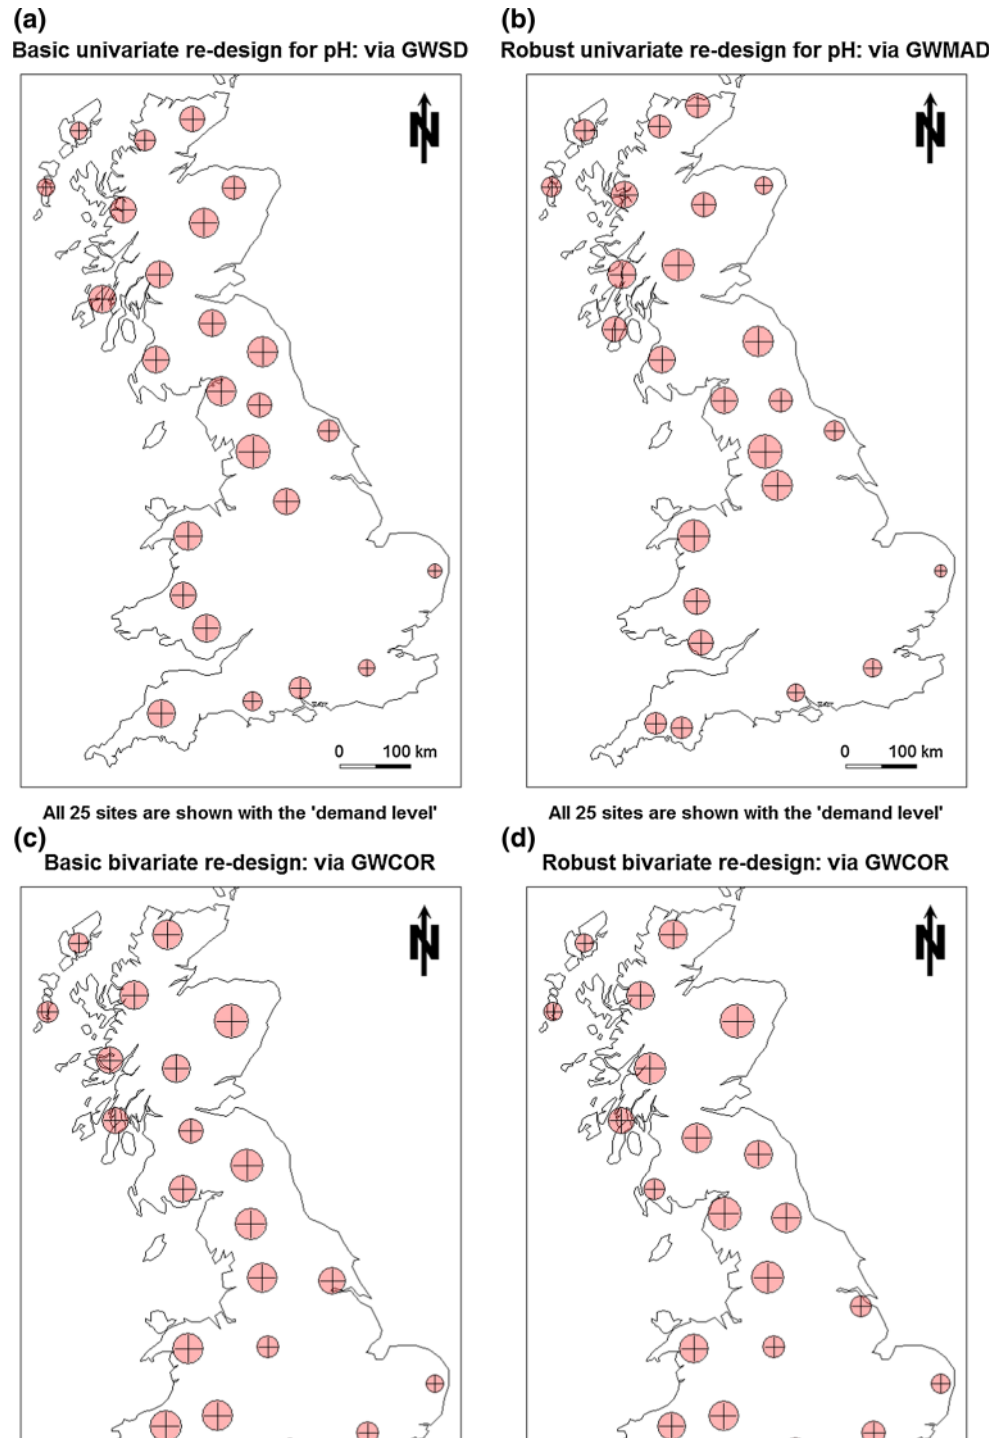 (a)
Basic univariate re-design for pH: via GWSD
N
0 100 km
All 25 sites are shown with the 'demand level'
(b)
Robust univariate re-design for pH: via GWMAD
N
0 100 km
All 25 sites are shown with the 'demand level'
(c)
Basic bivariate re-design: via GWCOR
N
(d)
Robust bivariate re-design: via GWCOR
N